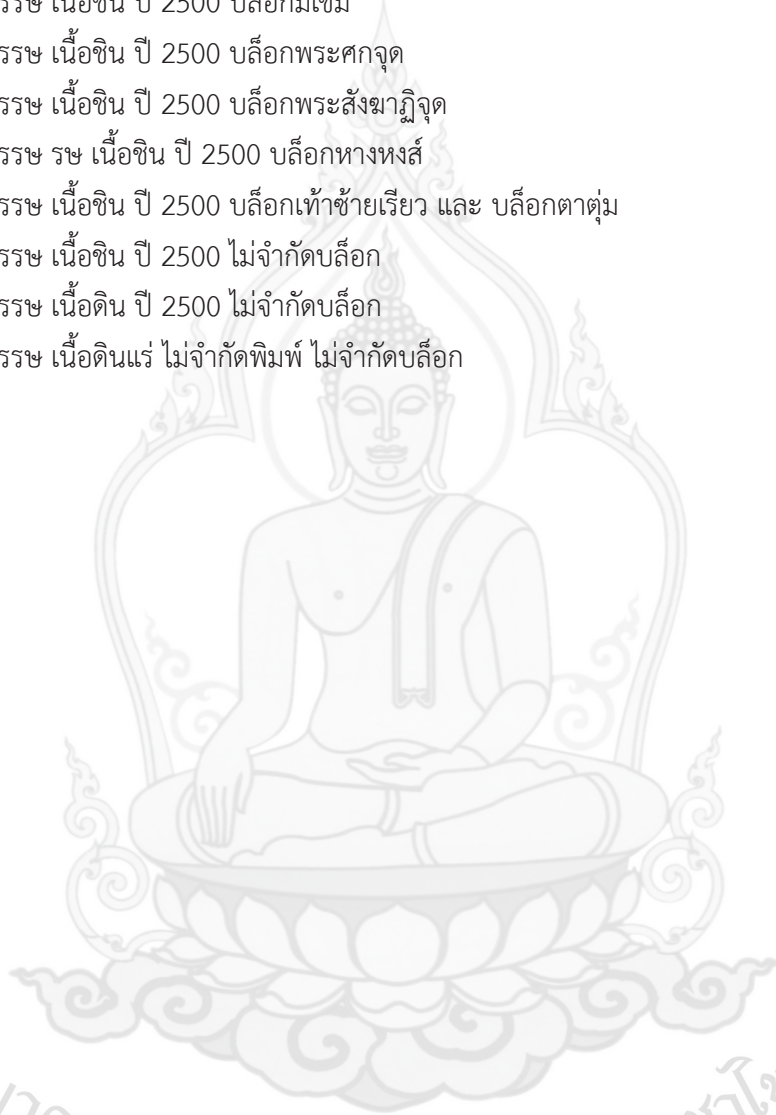 รรษ เนื้อชิน ปี 2500 บล็อกมีเข็ม
รรษ เนื้อชิน ปี 2500 บล็อกพระศกจุด
รรษ เนื้อชิน ปี 2500 บล็อกพระสังฆาฏิจุด
รรษ รษ เนื้อชิน ปี 2500 บล็อกหางหงส์
รรษ เนื้อชิน ปี 2500 บล็อกเท้าซ้ายเรียว และ บล็อกตาตุ่ม
รรษ เนื้อชิน ปี 2500 ไม่จำกัดบล็อก
รรษ เนื้อดิน ปี 2500 ไม่จำกัดบล็อก
รรษ เนื้อดินแร่ ไม่จำกัดพิมพ์ ไม่จำกัดบล็อก